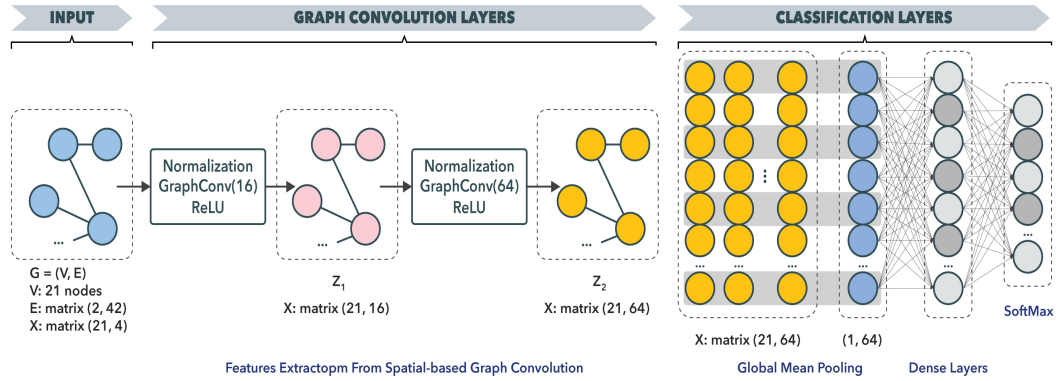 INPUT
GRAPH CONVOLUTION LAYERS
CLASSIFICATION LAYERS
Normalization
GraphConv(16)
ReLU
Normalization
GraphConv(64)
ReLU
...
...
...
G = (V, E)
V: 21 nodes
E: matrix (2, 42)
X: matrix (21, 4)
Z1
X: matrix (21, 16)
Z2
X: matrix (21, 64)
...
...
...
...
...
...
SoftMax
X: matrix (21, 64)
(1, 64)
Features Extractopm From Spatial-based Graph Convolution
Global Mean Pooling
Dense Layers